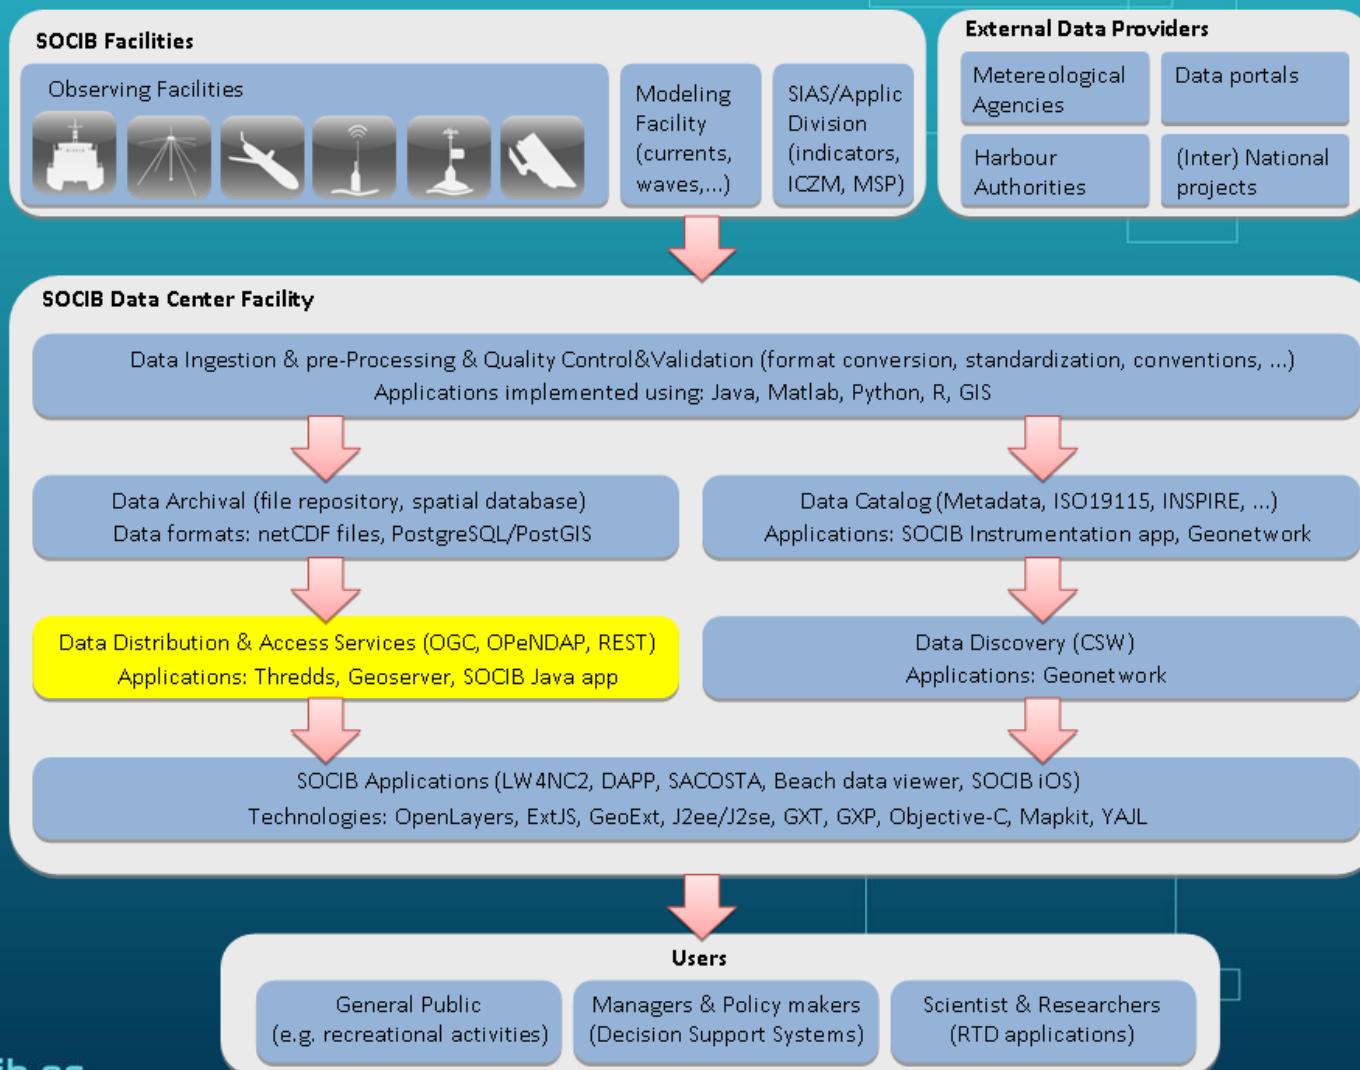 SOCIB Facilities
Observing Facilities
Modeling
Facility
(currents,
waves,...)
SIAS/Applic
Division
(indicators,
ICZM, MSP)
External Data Providers
Metereological
Agencies
Data portals
Harbour
Authorities
(Inter) National
projects
SOCIB Data Center Facility
Data Ingestion & pre-Processing & Quality Control&Validation (format conversion, standardization, conventions, ...)
Applications implemented using: Java, Matlab, Python, R, GIS
Data Archival (file repository, spatial database)
Data formats: netCDF files, PostgreSQL/PostGIS
Data Catalog (Metadata, ISO19115, INSPIRE, ...)
Applications: SOCIB Instrumentation app, Geonetwork
Data Distribution & Access Services (OGC, OPeNDAP, REST)
Applications: Thredds, Geoserver, SOCIB Java app
Data Discovery (CSW)
Applications: Geonetwork
SOCIB Applications (LW4NC2, DAPP, SACOSTA, Beach data viewer, SOCIB iOS)
Technologies: OpenLayers, ExtJS, GeoExt, J2ee/J2se, GXT, GXP, Objective-C, Mapkit, YAJL
Users
General Public
(e.g. recreational activities)
Managers & Policy makers
(Decision Support Systems)
Scientist & Researchers
(RTD applications)